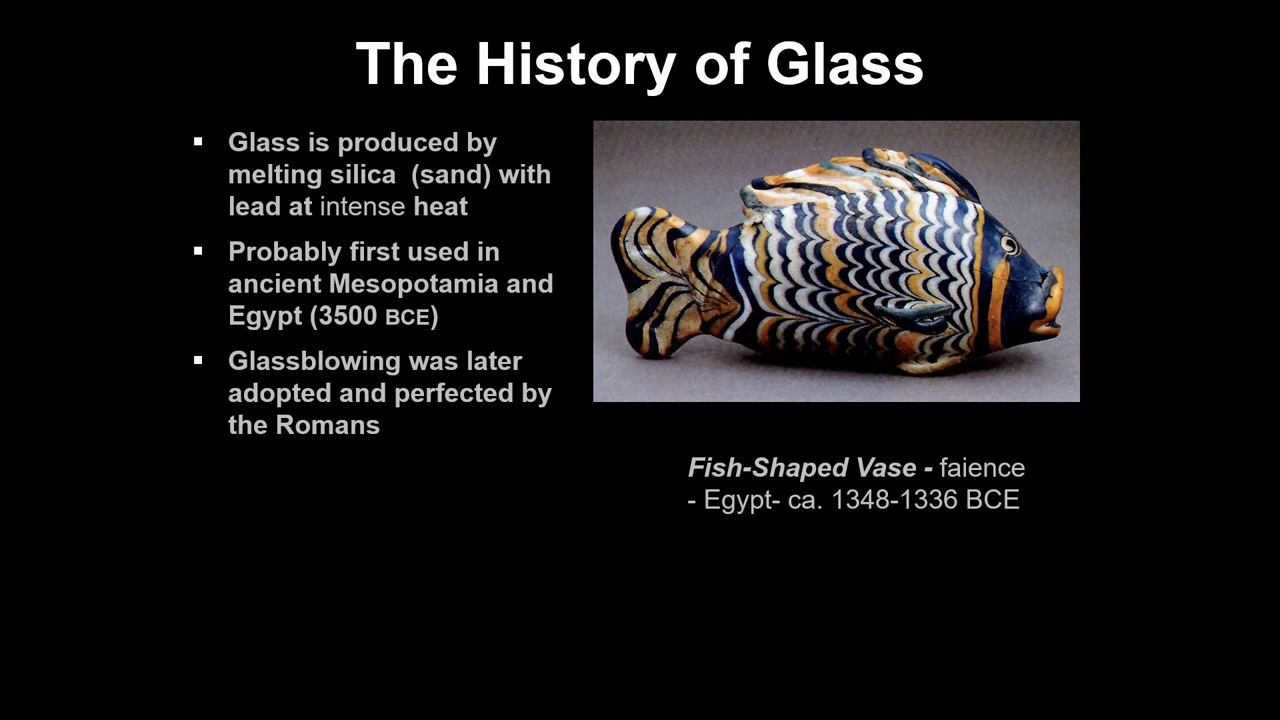 The History of Glass
▪ Glass is produced by
melting silica  (sand) with
lead at intense heat
▪ Probably first used in
ancient Mesopotamia and
Egypt (3500 BCE)
▪ Glassblowing was later
adopted and perfected by
the Romans
Fish-Shaped Vase - faience
- Egypt- ca. 1348-1336 BCE